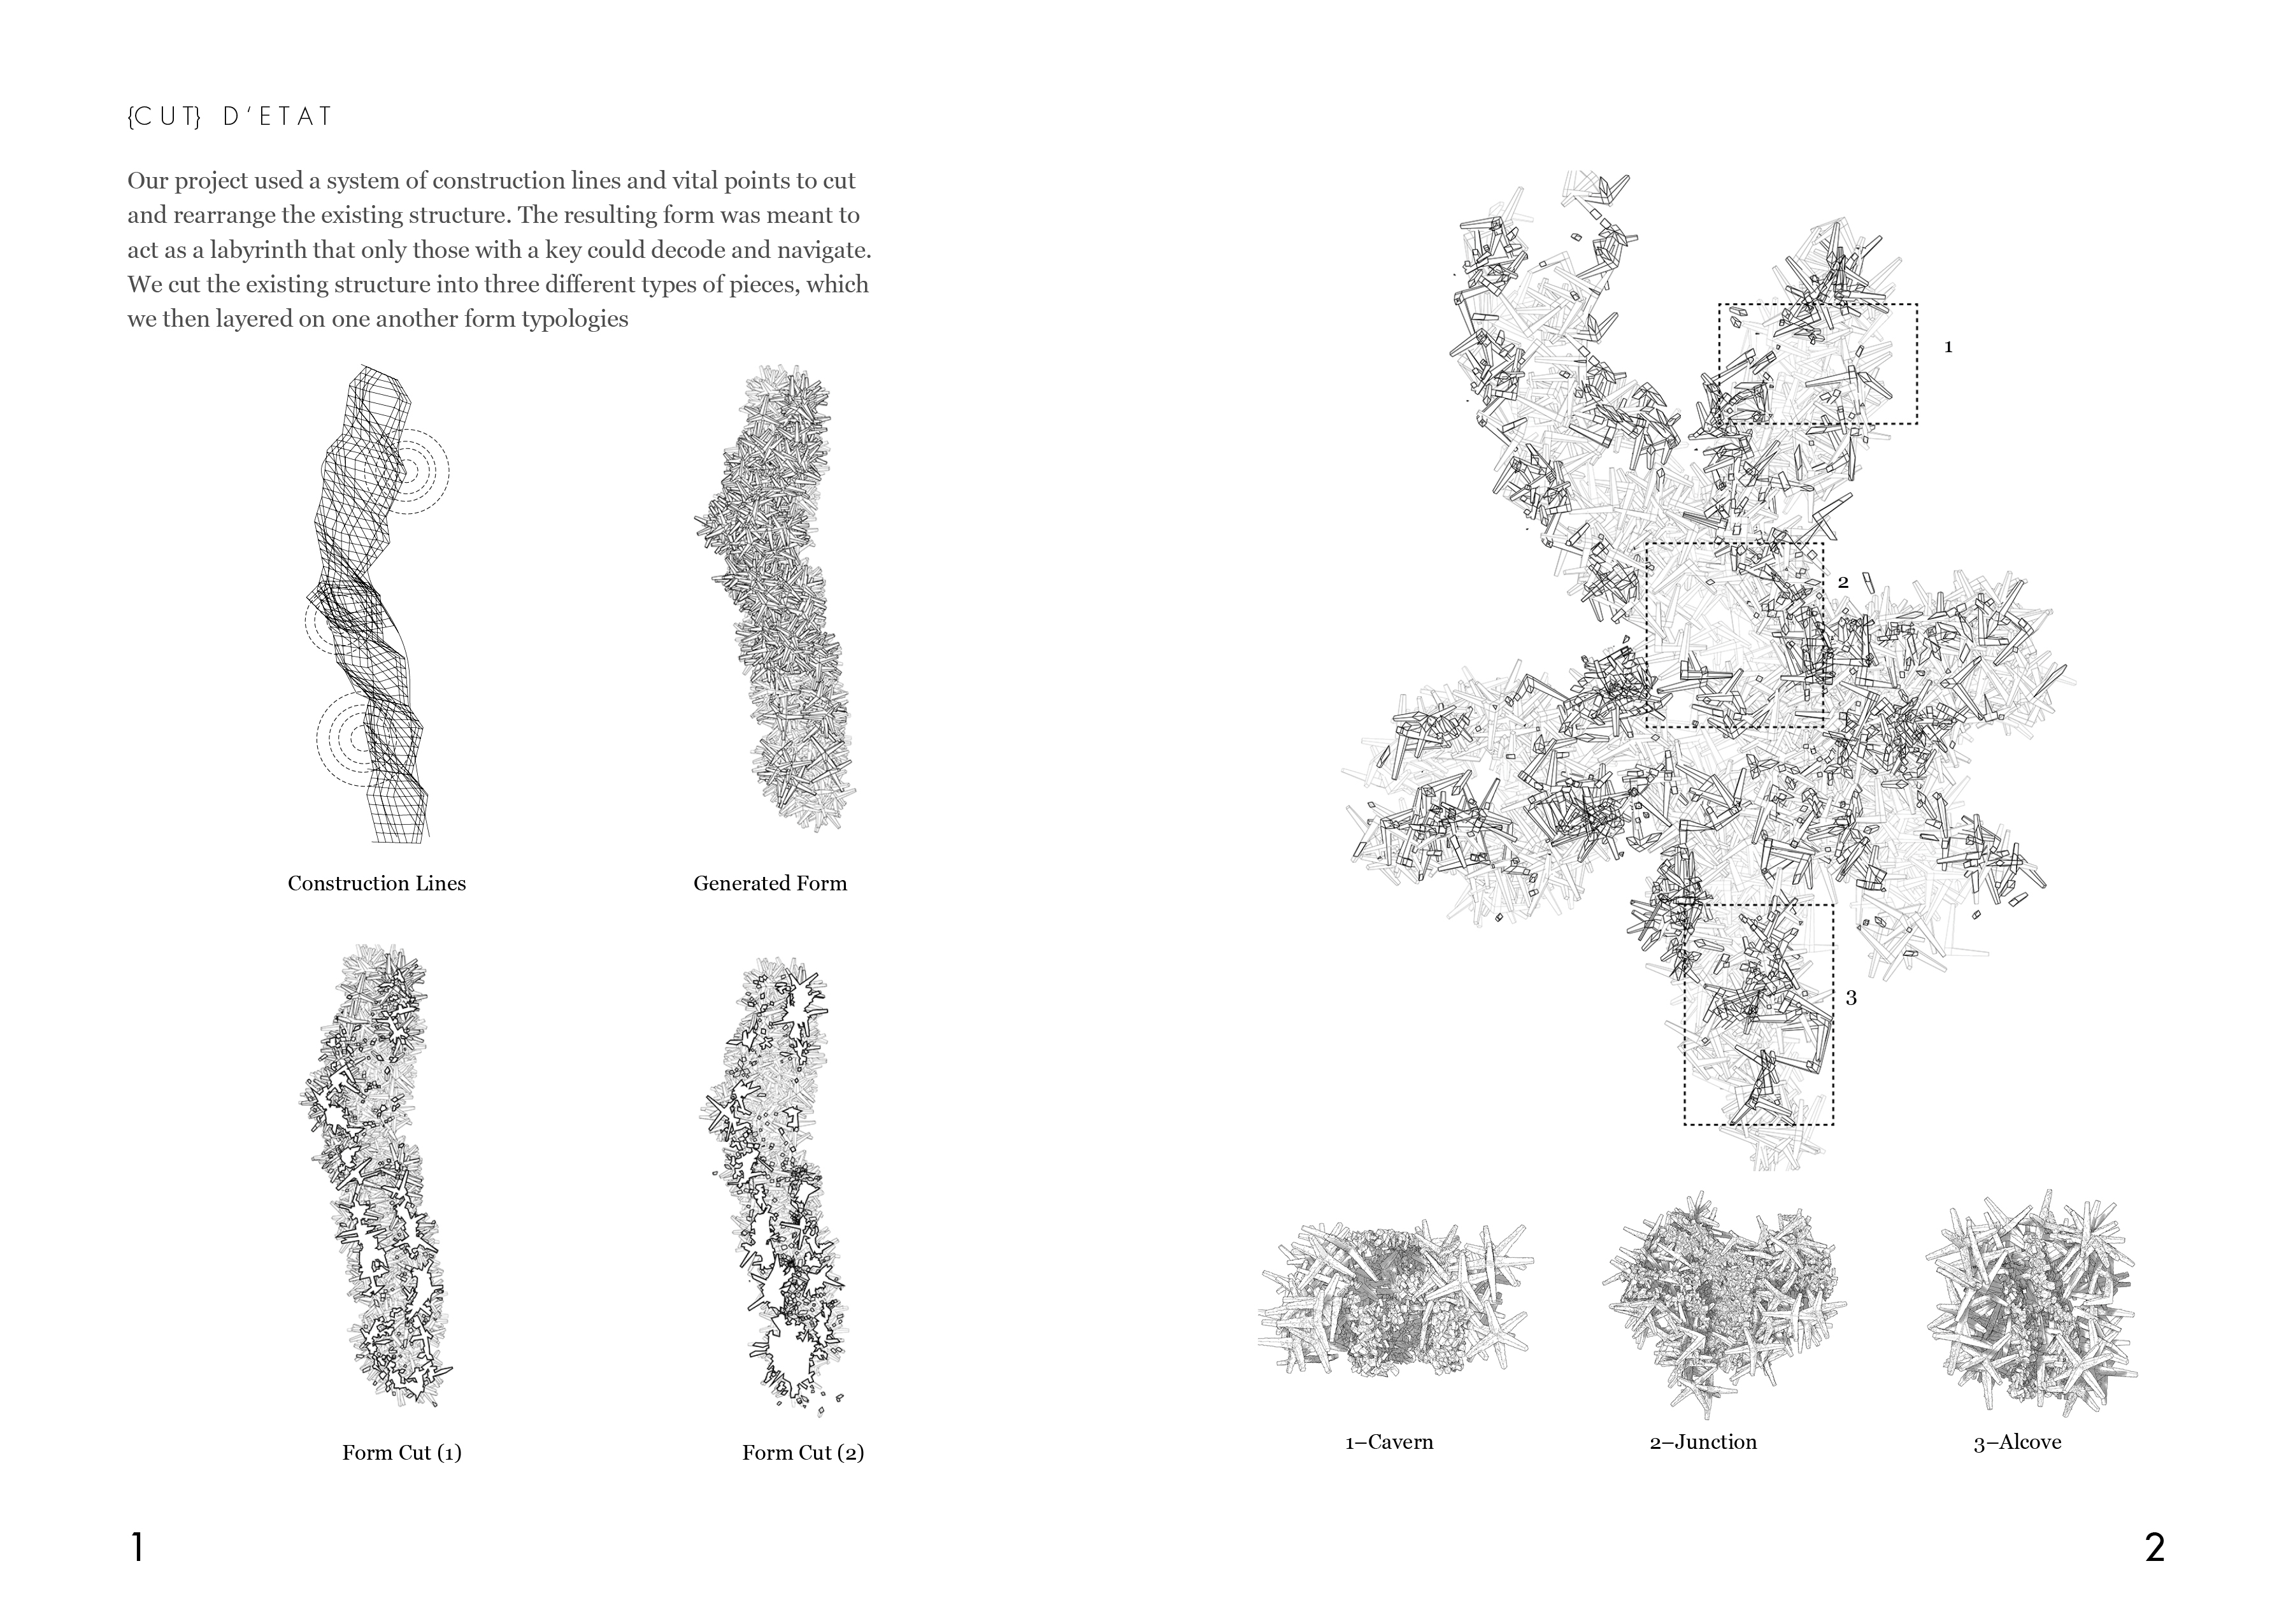 {CUT} D'ETAT
Our project used a system of construction lines and vital points to cut
and rearrange the existing structure. The resulting form was meant to
act as a labyrinth that only those with a key could decode and navigate.
We cut the existing structure into three different types of pieces, which
we then layered on one another form typologies
Construction Lines
Generated Form
Form Cut (1)
Form Cut (2)
1
1
2
3
1–Cavern
2–Junction
3–Alcove
2